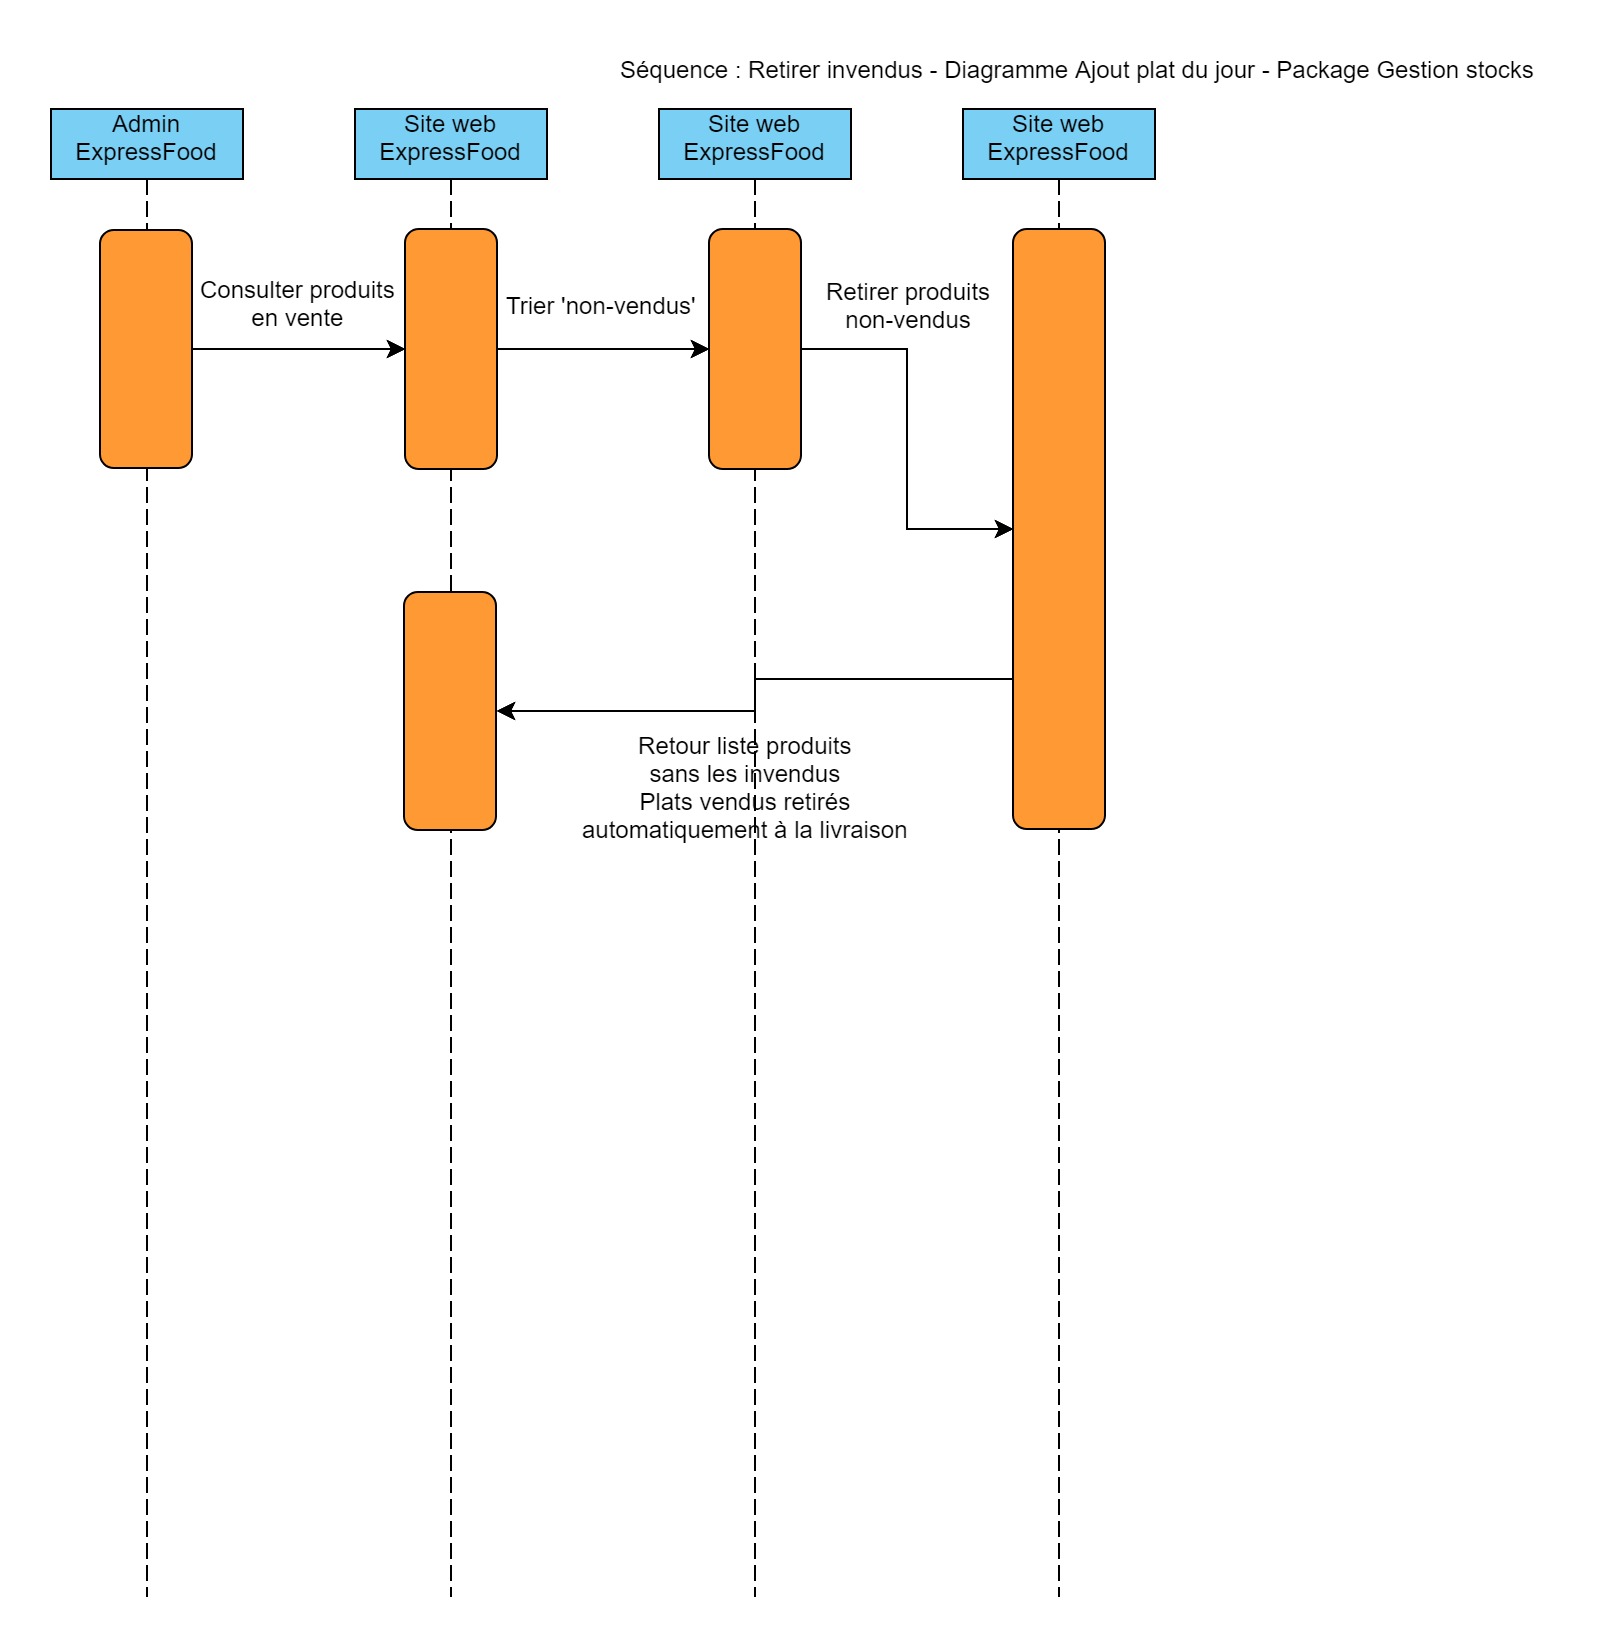 Séquence : Retirer invendus - Diagramme Ajout plat du jour - Package Gestion stocks
Admin
ExpressFood
Site web
ExpressFood
Site web
ExpressFood
Site web
ExpressFood
Consulter produits
en vente
Trier 'non-vendus'
Retirer produits
non-vendus
Retour liste produits
sans les invendus
Plats vendus retirés
automatiquement à la livraison